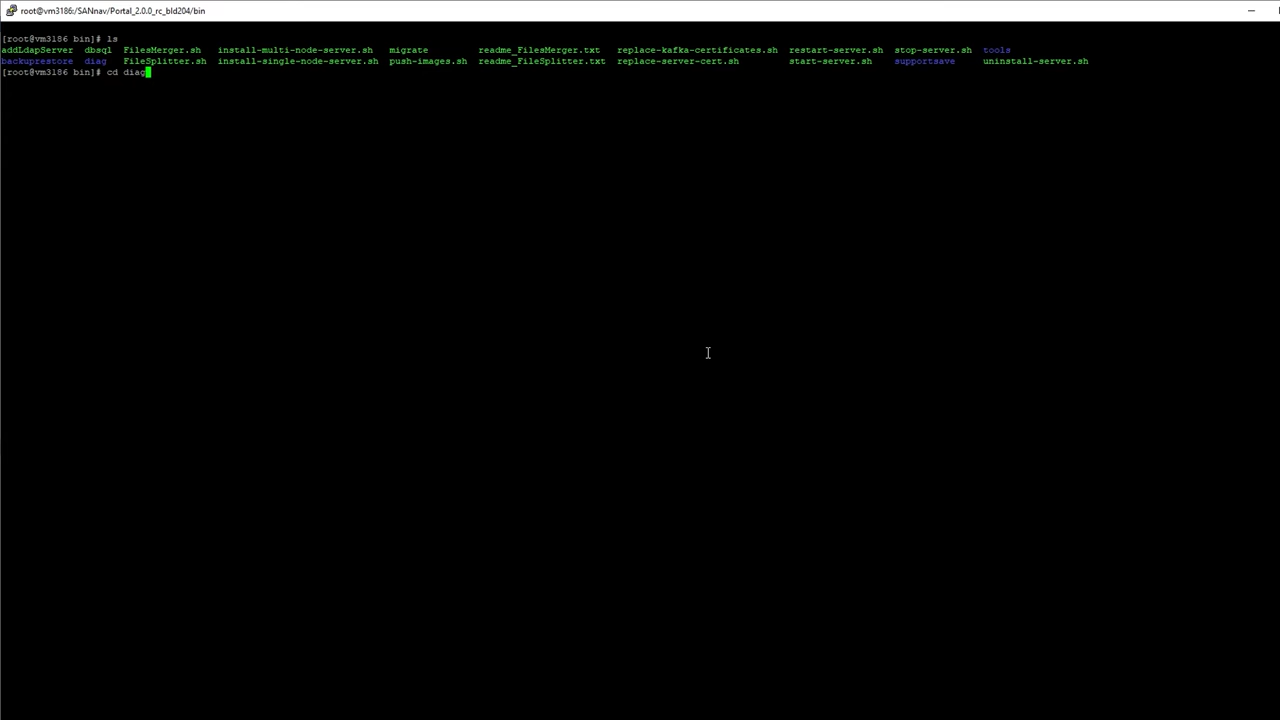 root@vm3186:/SANnav/Portal_2.0.0_rc_bld204/bin
[root@vm3186 bin]# ls
addLdapServer dbsql FilesMerger.sh install-multi-node-server.sh migrate readme_FilesMerger.txt replace-kafka-certificates.sh restart-server.sh stop-server.sh tools
backuprestore diag FileSplitter.sh install-single-node-server.sh push-images.sh readme_FileSplitter.txt replace-server-cert.sh start-server.sh supportsave uninstall-server.sh
[root@vm3186 bin]# cd diag